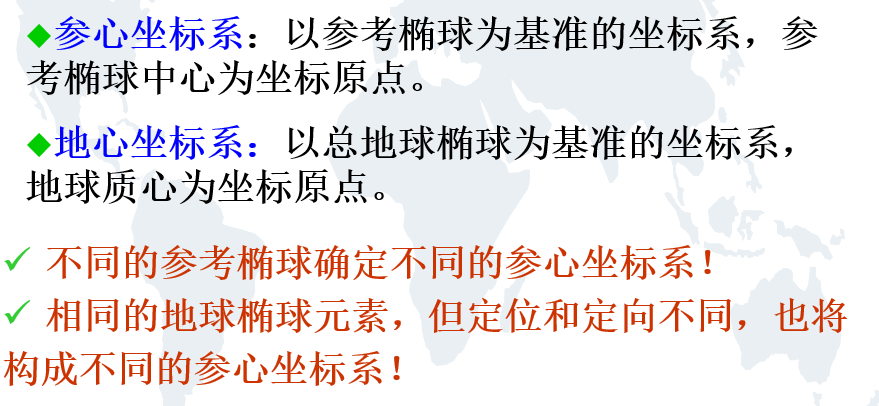 ◆参心坐标系：以参考椭球为基准的坐标系，参
考椭球中心为坐标原点。
◆地心坐标系：以总地球椭球为基准的坐标系，
地球质心为坐标原点。
✓ 不同的参考椭球确定不同的参心坐标系！
✓ 相同的地球椭球元素，但定位和定向不同，也将
构成不同的参心坐标系！